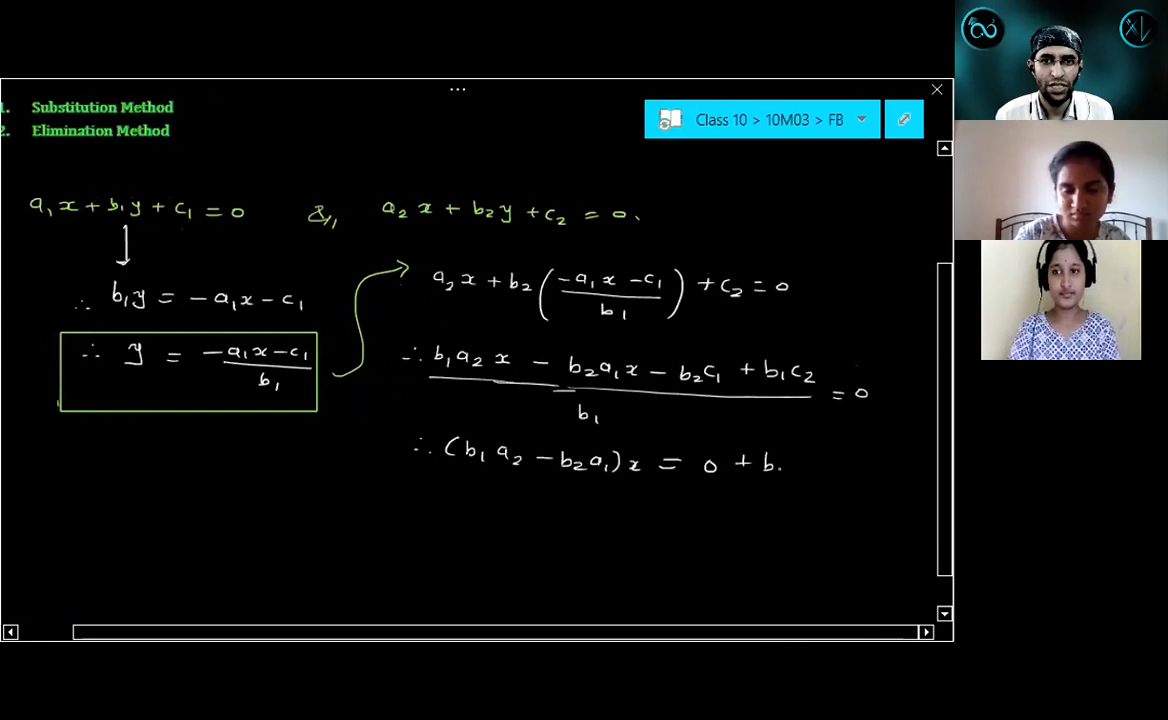 1. Substitution Method
2. Elimination Method
Class 10 > 10M03 > FB
a₁x + b₁y + c₁ = 0 &, a₂x + b₂y + c₂ = 0.
∴ b₁y = -a₁x - c₁
∴ y = (-a₁x - c₁)/b₁
a₂x + b₂((-a₁x - c₁)/b₁) + c₂ = 0
∴ (b₁a₂x - b₂a₁x - b₂c₁ + b₁c₂)/b₁ = 0
∴ (b₁a₂ - b₂a₁)x = 0 + b.